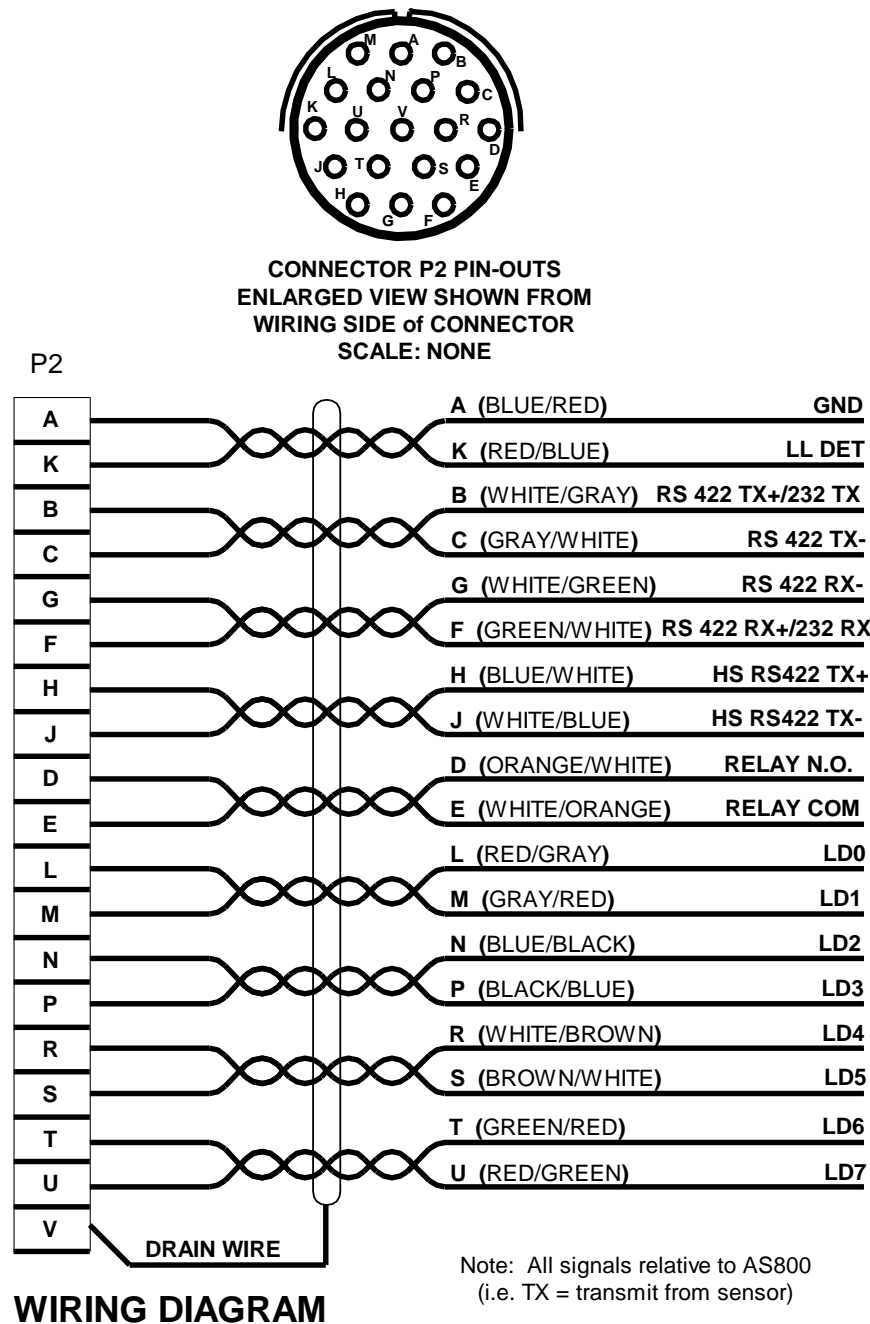 M A B
L N P C
K U V R D
J T S E
H G F
CONNECTOR P2 PIN-OUTS
ENLARGED VIEW SHOWN FROM
WIRING SIDE of CONNECTOR
SCALE: NONE
P2
A A (BLUE/RED) GND
K K (RED/BLUE) LL DET
B B (WHITE/GRAY) RS 422 TX+/232 TX
C C (GRAY/WHITE) RS 422 TX-
G G (WHITE/GREEN) RS 422 RX-
F F (GREEN/WHITE) RS 422 RX+/232 RX
H H (BLUE/WHITE) HS RS422 TX+
J J (WHITE/BLUE) HS RS422 TX-
D D (ORANGE/WHITE) RELAY N.O.
E E (WHITE/ORANGE) RELAY COM
L L (RED/GRAY) LD0
M M (GRAY/RED) LD1
N N (BLUE/BLACK) LD2
P P (BLACK/BLUE) LD3
R R (WHITE/BROWN) LD4
S S (BROWN/WHITE) LD5
T T (GREEN/RED) LD6
U U (RED/GREEN) LD7
V
DRAIN WIRE
Note: All signals relative to AS800
(i.e. TX = transmit from sensor)
WIRING DIAGRAM